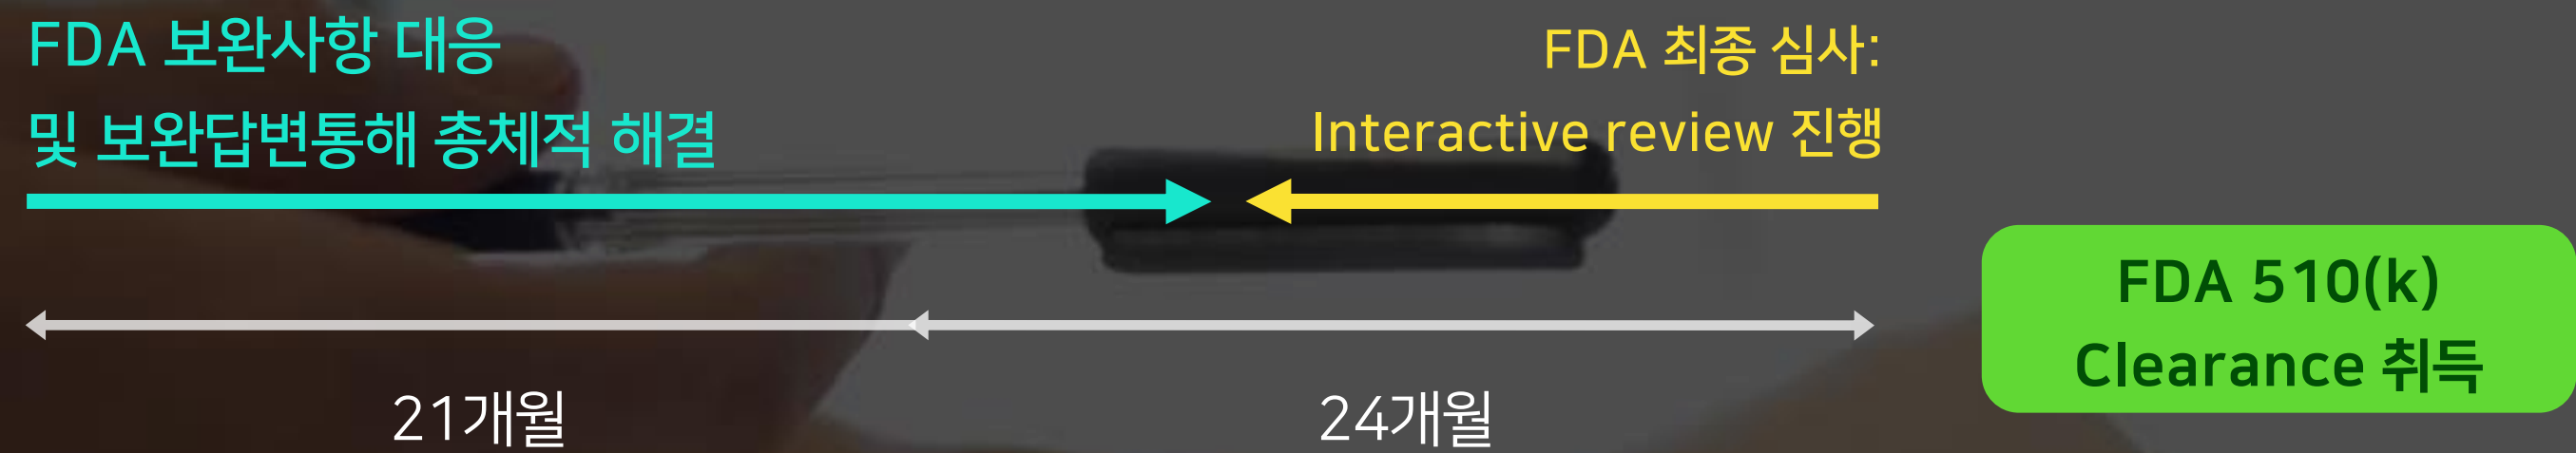 FDA 보완사항 대응
및 보완답변통해 총체적 해결
FDA 최종 심사:
Interactive review 진행
FDA 510(k)
Clearance 취득
21개월
24개월